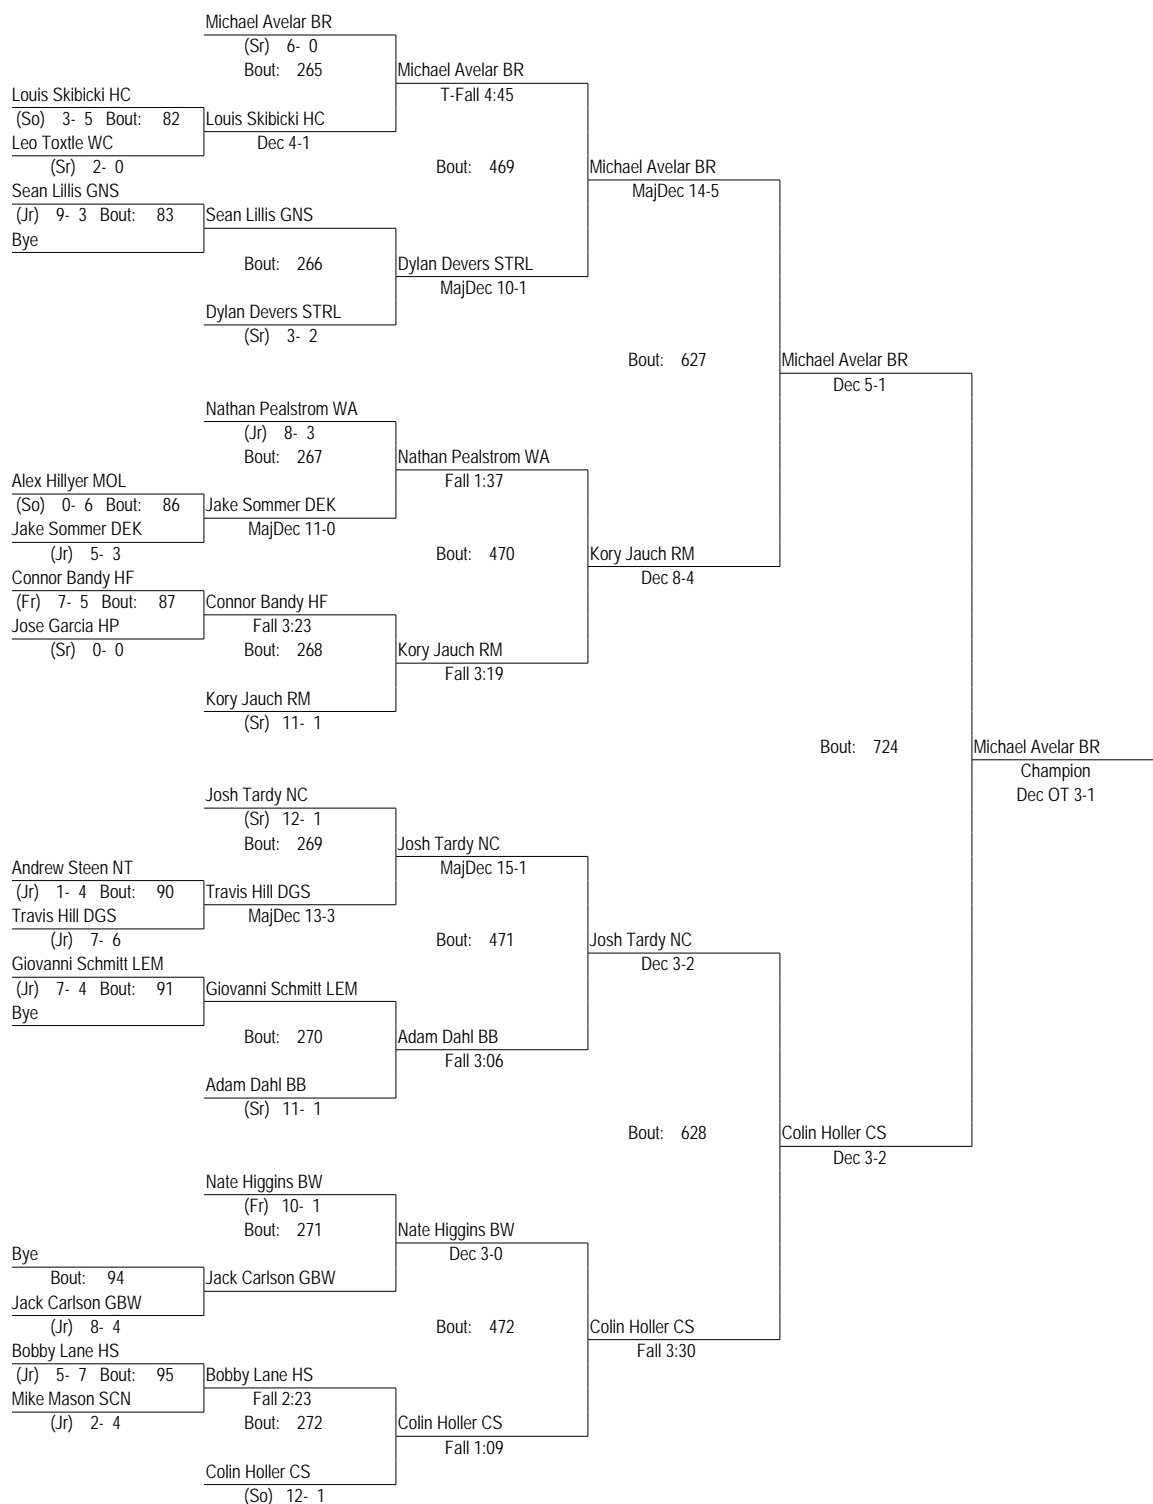 Michael Avelar BR
(Sr) 6- 0
Bout: 265
Michael Avelar BR
T-Fall 4:45
Louis Skibicki HC
(So) 3- 5 Bout: 82
Louis Skibicki HC
Dec 4-1
Leo Toxtle WC
(Sr) 2- 0
Bout: 469
Michael Avelar BR
MajDec 14-5
Sean Lillis GNS
(Jr) 9- 3 Bout: 83
Sean Lillis GNS
Bye
Bout: 266
Dylan Devers STRL
MajDec 10-1
Dylan Devers STRL
(Sr) 3- 2
Bout: 627
Michael Avelar BR
Dec 5-1
Nathan Pealstrom WA
(Jr) 8- 3
Bout: 267
Nathan Pealstrom WA
Fall 1:37
Alex Hillyer MOL
(So) 0- 6 Bout: 86
Jake Sommer DEK
MajDec 11-0
Jake Sommer DEK
(Jr) 5- 3
Bout: 470
Kory Jauch RM
Dec 8-4
Connor Bandy HF
(Fr) 7- 5 Bout: 87
Connor Bandy HF
Fall 3:23
Jose Garcia HP
(Sr) 0- 0
Bout: 268
Kory Jauch RM
Fall 3:19
Kory Jauch RM
(Sr) 11- 1
Bout: 724
Michael Avelar BR
Champion
Dec OT 3-1
Josh Tardy NC
(Sr) 12- 1
Bout: 269
Josh Tardy NC
MajDec 15-1
Andrew Steen NT
(Jr) 1- 4 Bout: 90
Travis Hill DGS
MajDec 13-3
Travis Hill DGS
(Jr) 7- 6
Bout: 471
Josh Tardy NC
Dec 3-2
Giovanni Schmitt LEM
(Jr) 7- 4 Bout: 91
Giovanni Schmitt LEM
Bye
Bout: 270
Adam Dahl BB
Fall 3:06
Adam Dahl BB
(Sr) 11- 1
Bout: 628
Colin Holler CS
Dec 3-2
Nate Higgins BW
(Fr) 10- 1
Bout: 271
Nate Higgins BW
Dec 3-0
Bye
Bout: 94
Jack Carlson GBW
Jack Carlson GBW
(Jr) 8- 4
Bout: 472
Colin Holler CS
Fall 3:30
Bobby Lane HS
(Jr) 5- 7 Bout: 95
Bobby Lane HS
Fall 2:23
Mike Mason SCN
(Jr) 2- 4
Bout: 272
Colin Holler CS
Fall 1:09
Colin Holler CS
(So) 12- 1